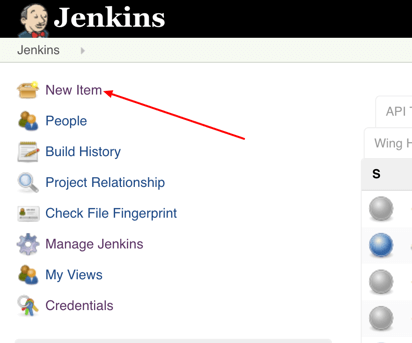 Jenkins
Jenkins
New Item
People
Build History
Project Relationship
Check File Fingerprint
Manage Jenkins
My Views
Credentials
API
Wing
S